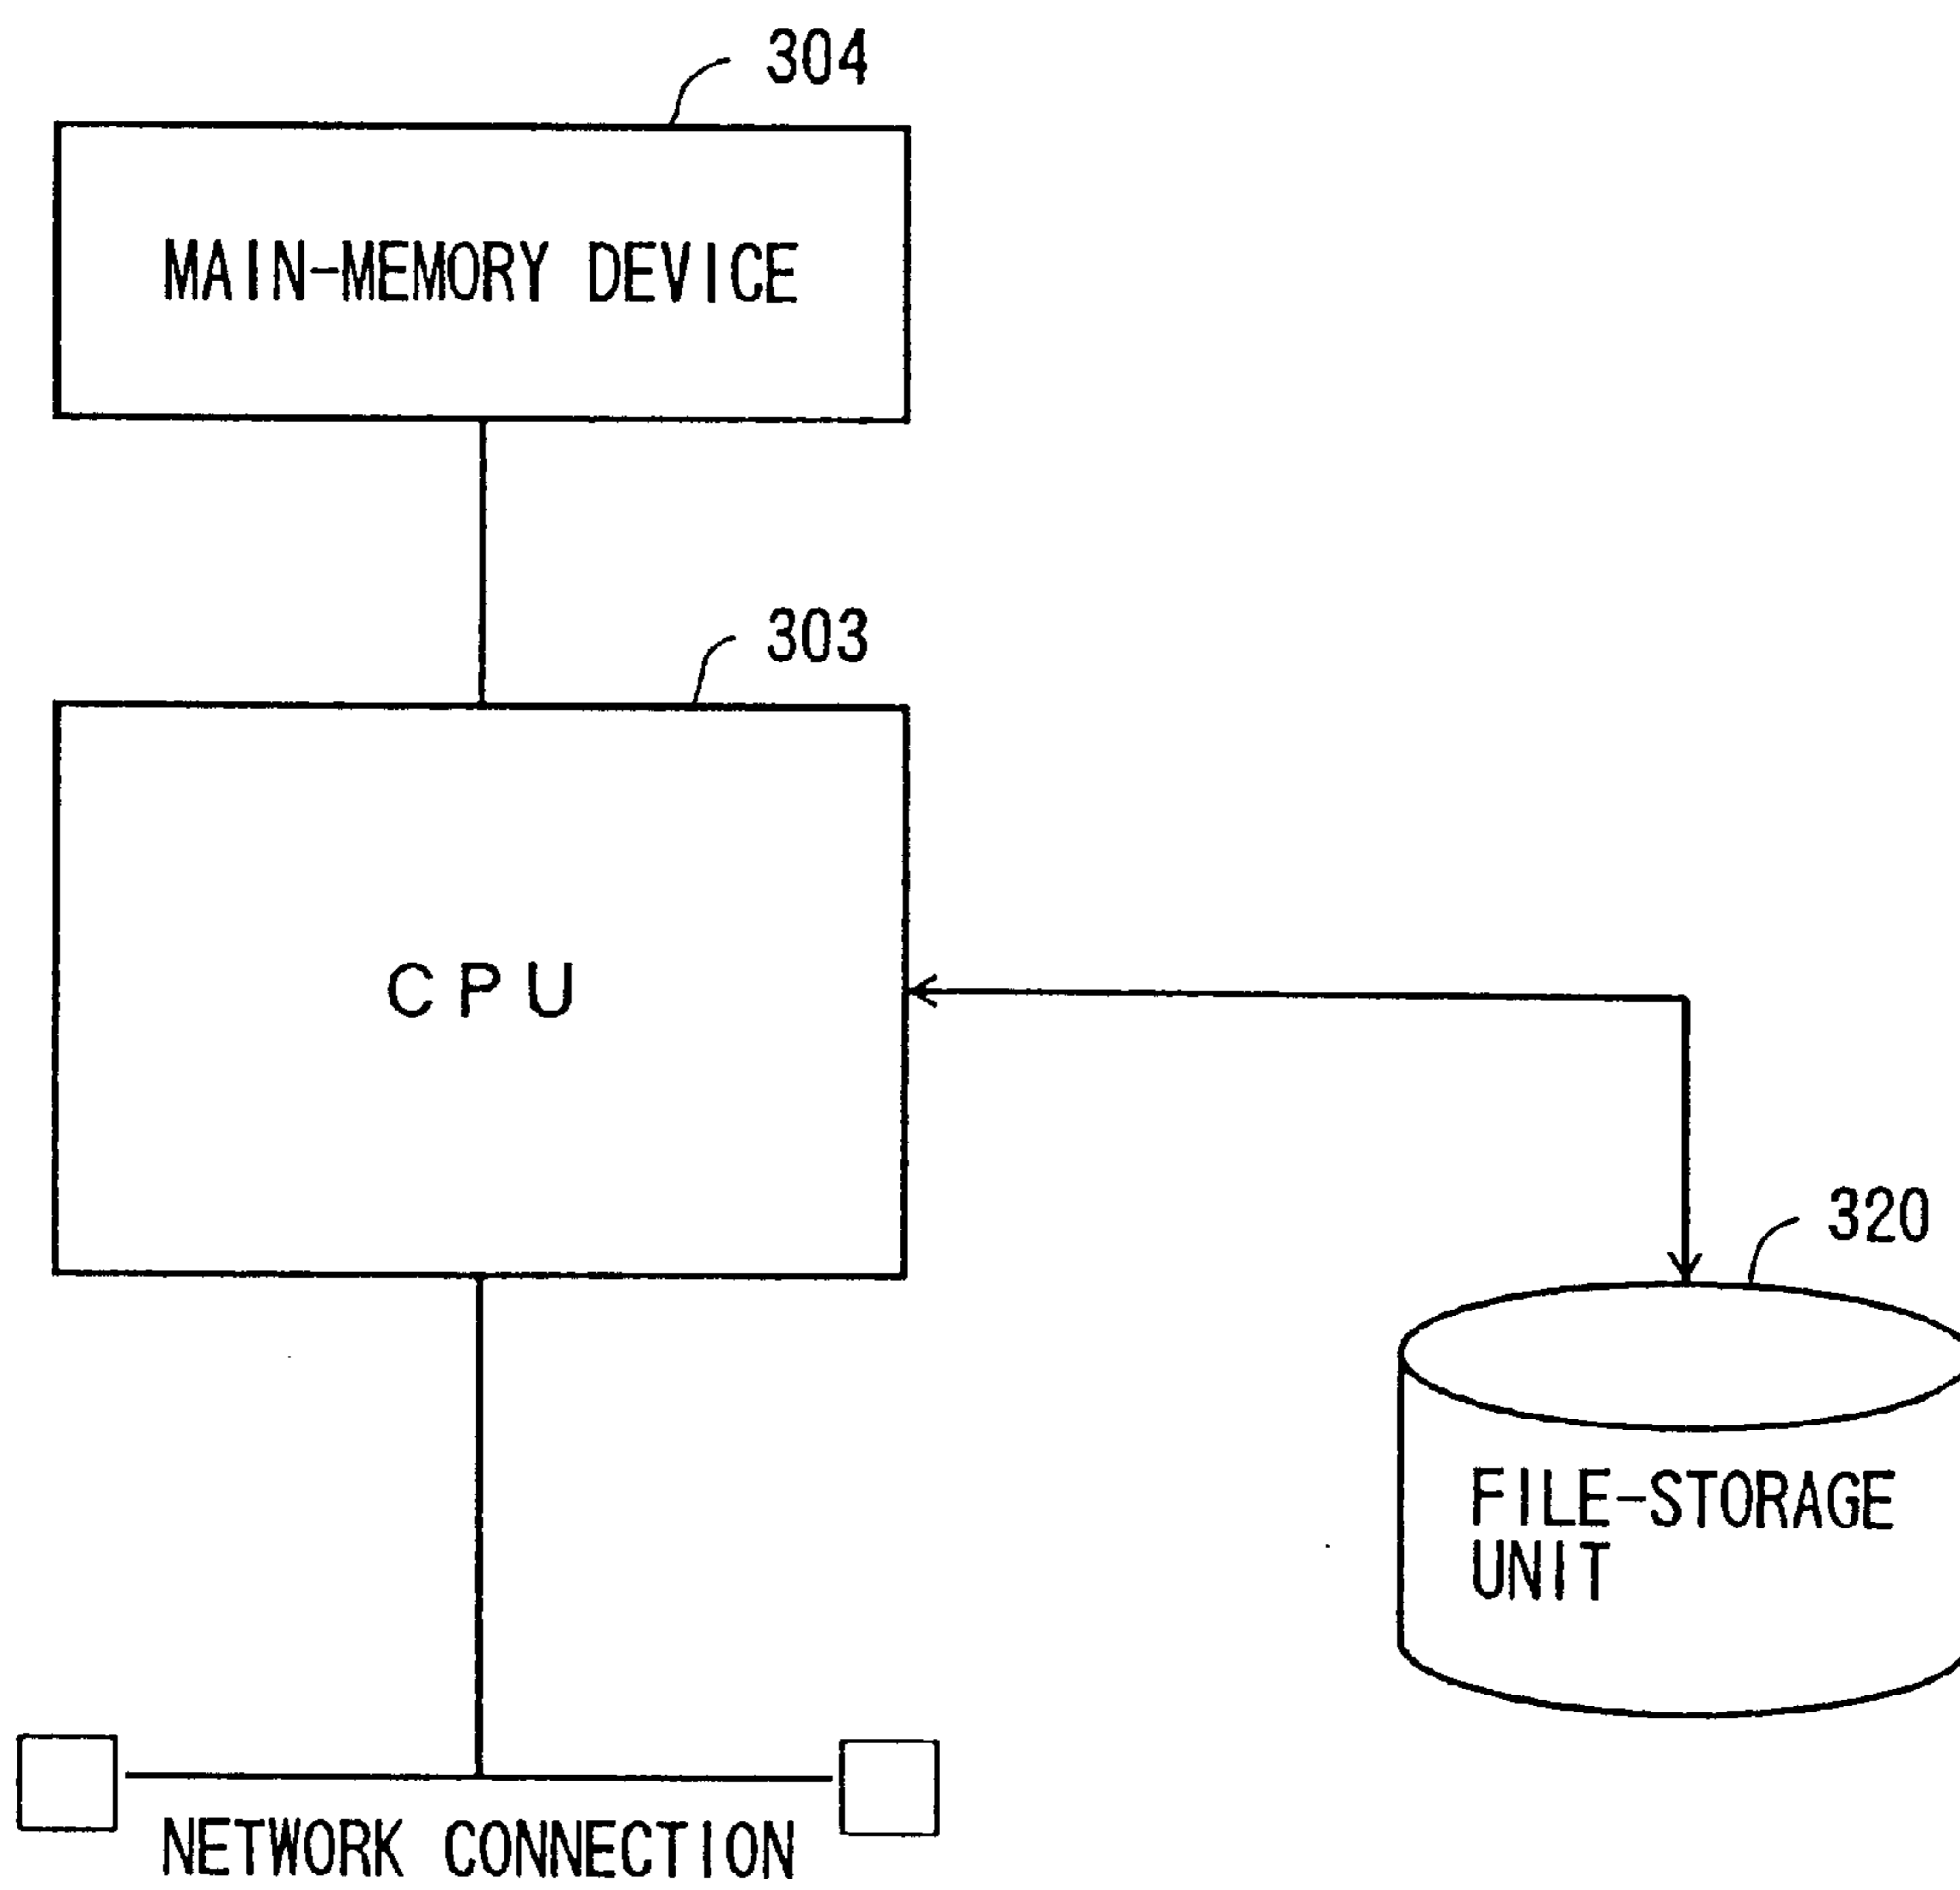 304
MAIN-MEMORY DEVICE
303
CPU
320
FILE-STORAGE
UNIT
NETWORK CONNECTION